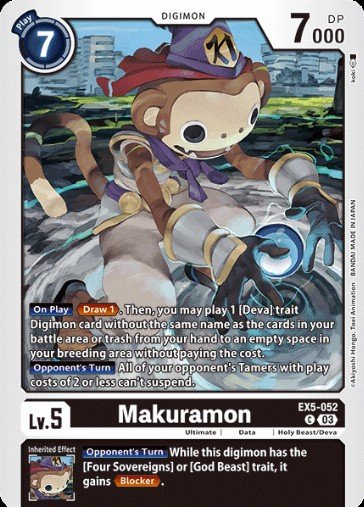 Play
7
DIGIMON
7000
DP
KI
koki
On Play Draw 1. Then, you may play 1 [Deva] trait
Digimon card without the same name as the cards in your
battle area or trash from your hand to an empty space in
your breeding area without paying the cost.
Opponent's Turn All of your opponent's Tamers with play
costs of 2 or less can't suspend.
©Akiyoshi Hongo, Toei Animation BANDAI MADE IN JAPAN
Lv.5
Makuramon
EX5-052
C 03
Ultimate
Data
Holy Beast/Deva
Inherited Effect
Opponent's Turn While this digimon has the
[Four Sovereigns] or [God Beast] trait, it
gains Blocker.